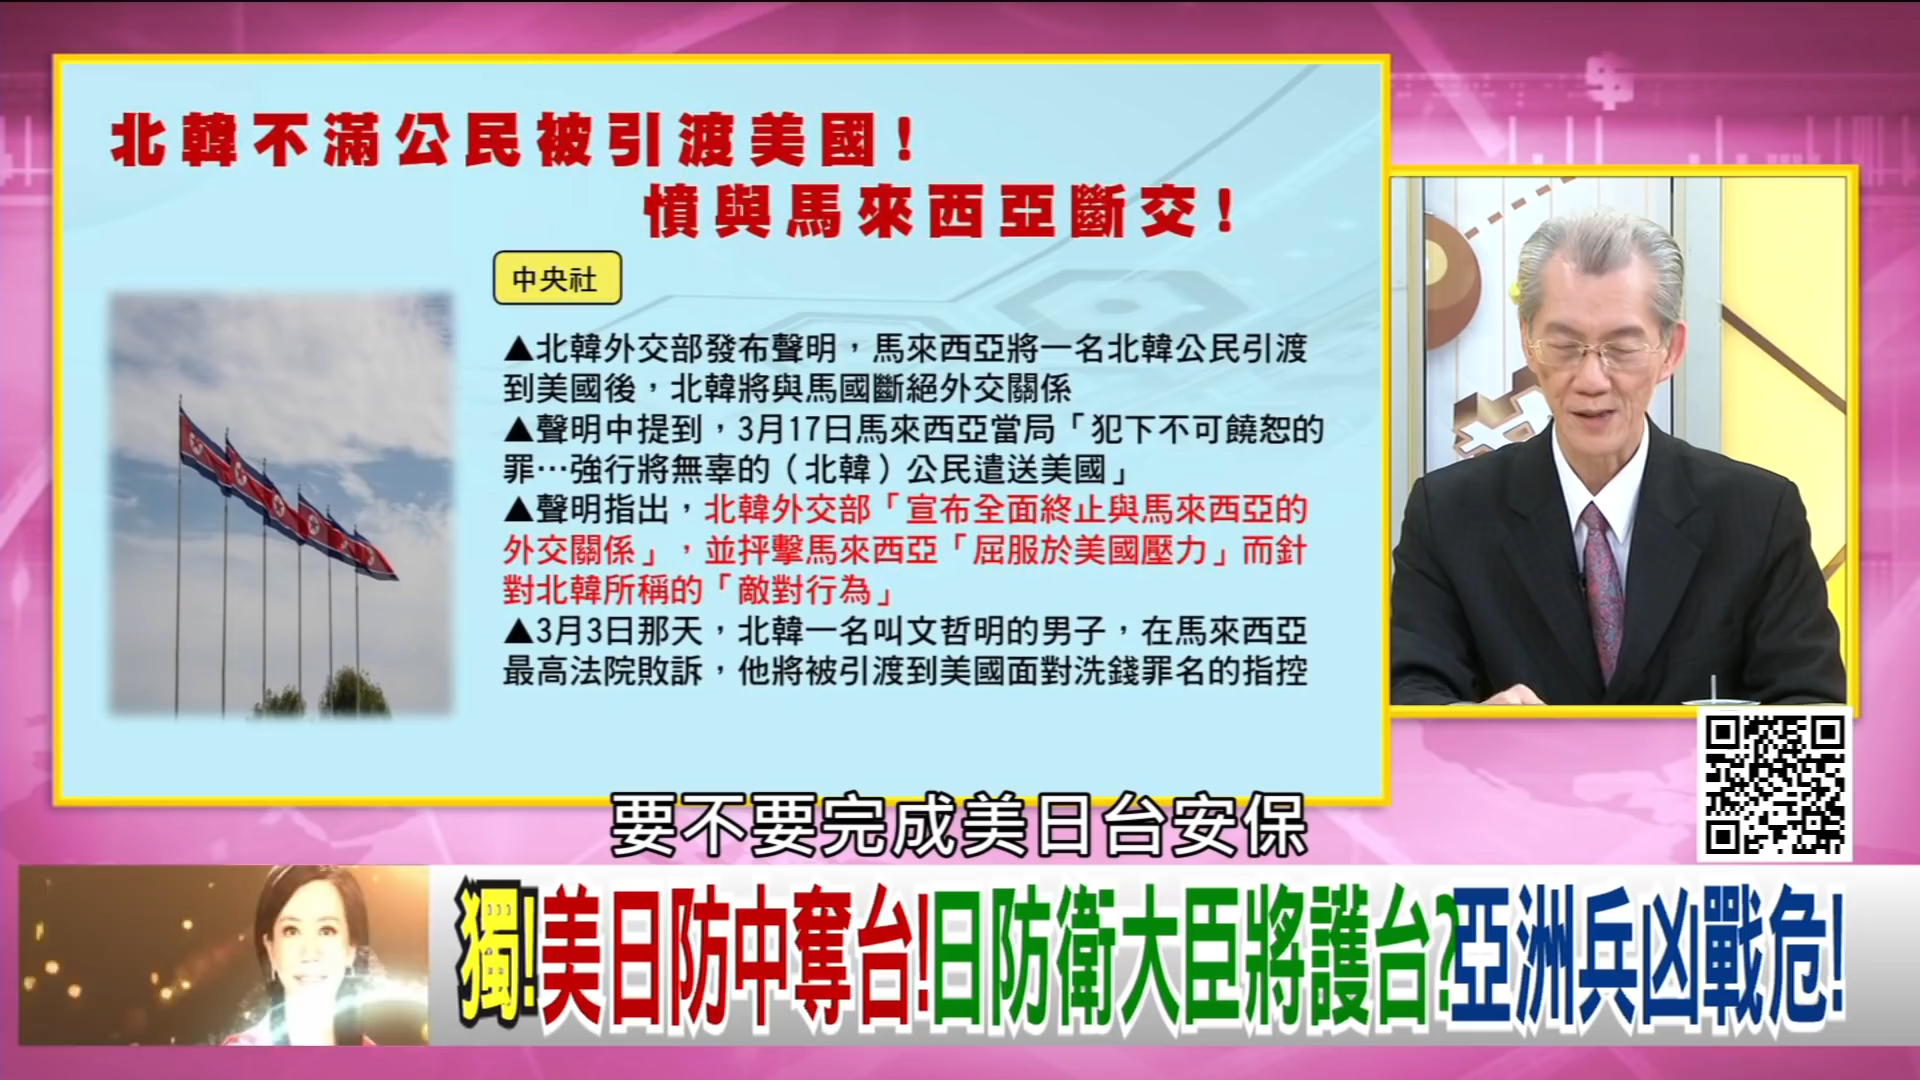 北韓不滿公民被引渡美國！
憤與馬來西亞斷交！
中央社
▲北韓外交部發布聲明，馬來西亞將一名北韓公民引渡
到美國後，北韓將與馬國斷絕外交關係
▲聲明中提到，3月17日馬來西亞當局「犯下不可饒恕的
罪…強行將無辜的（北韓）公民遣送美國」
▲聲明指出，北韓外交部「宣布全面終止與馬來西亞的
外交關係」，並抨擊馬來西亞「屈服於美國壓力」而針
對北韓所稱的「敵對行為」
▲3月3日那天，北韓一名叫文哲明的男子，在馬來西亞
最高法院敗訴，他將被引渡到美國面對洗錢罪名的指控
要不要完成美日台安保
獨!美日防中奪台!日防衛大臣將護台?亞洲兵凶戰危!